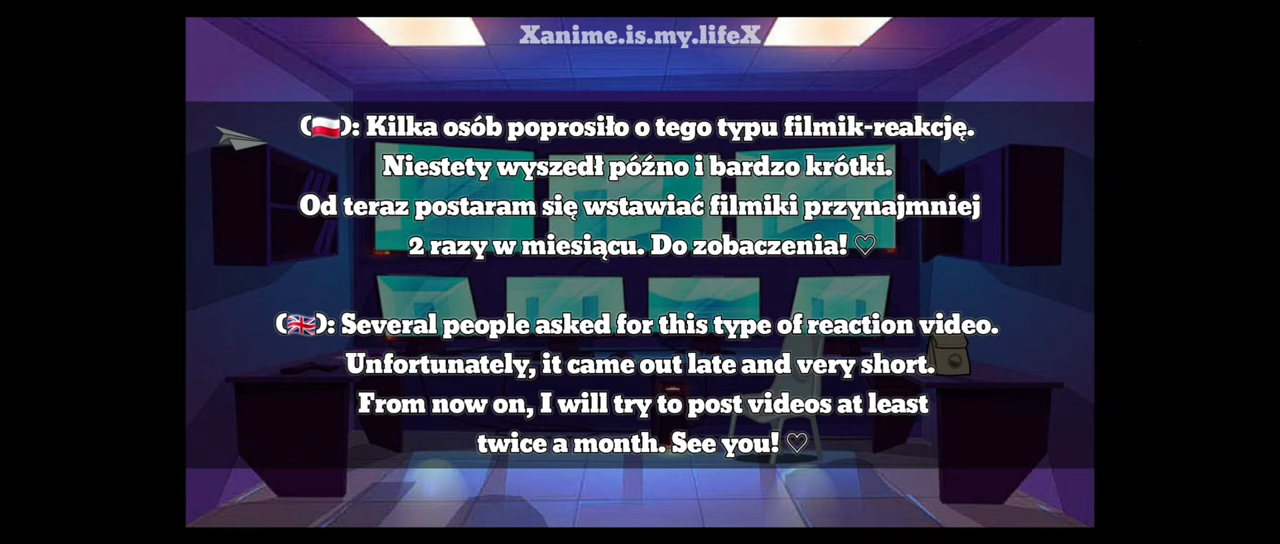 Xanime.is.my.lifeX
(🇵🇱): Kilka osób poprosiło o tego typu filmik-reakcję.
Niestety wyszedł późno i bardzo krótki.
Od teraz postaram się wstawiać filmiki przynajmniej
2 razy w miesiącu. Do zobaczenia! ♡
(🇬🇧): Several people asked for this type of reaction video.
Unfortunately, it came out late and very short.
From now on, I will try to post videos at least
twice a month. See you! ♡